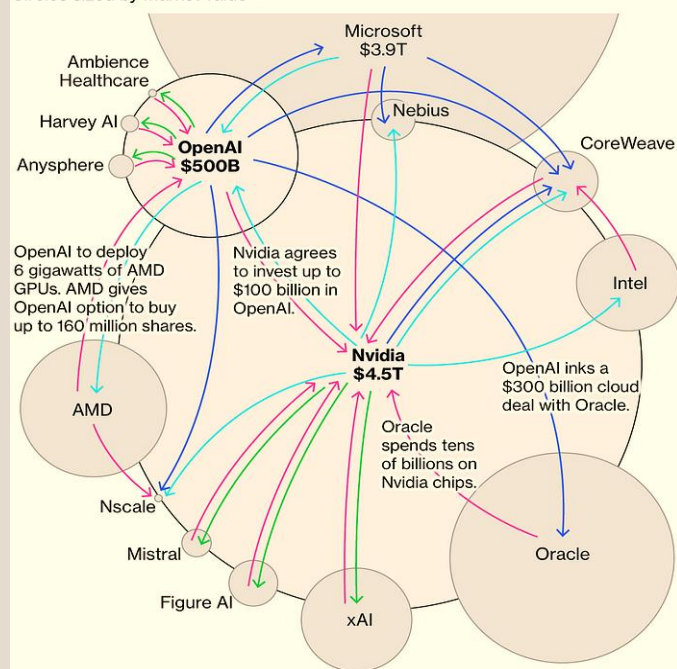 Microsoft
$3.9T
Ambience
Healthcare
Nebius
Harvey AI
CoreWeave
OpenAI
$500B
Anysphere
OpenAI to deploy
6 gigawatts of AMD
GPUs. AMD gives
OpenAI option to buy
up to 160 million shares.
Nvidia agrees
to invest up to
$100 billion in
OpenAI.
Intel
Nvidia
$4.5T
OpenAI inks a
$300 billion cloud
deal with Oracle.
AMD
Oracle
spends tens
of billions on
Nvidia chips.
Nscale
Mistral
Oracle
Figure AI
xAI